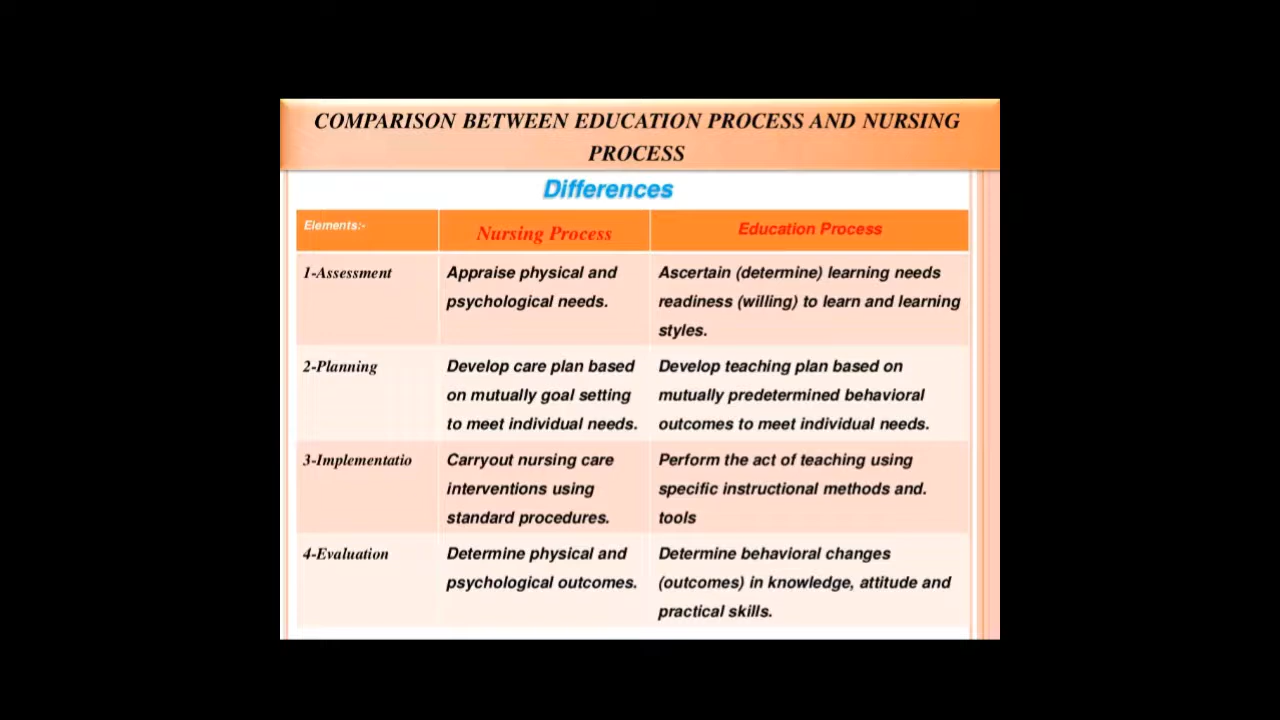 COMPARISON BETWEEN EDUCATION PROCESS AND NURSING
PROCESS
Differences
Elements:-
Nursing Process
Education Process
1-Assessment
Appraise physical and
psychological needs.
Ascertain (determine) learning needs
readiness (willing) to learn and learning
styles.
2-Planning
Develop care plan based
on mutually goal setting
to meet individual needs.
Develop teaching plan based on
mutually predetermined behavioral
outcomes to meet individual needs.
3-Implementatio
Carryout nursing care
interventions using
standard procedures.
Perform the act of teaching using
specific instructional methods and.
tools
4-Evaluation
Determine physical and
psychological outcomes.
Determine behavioral changes
(outcomes) in knowledge, attitude and
practical skills.